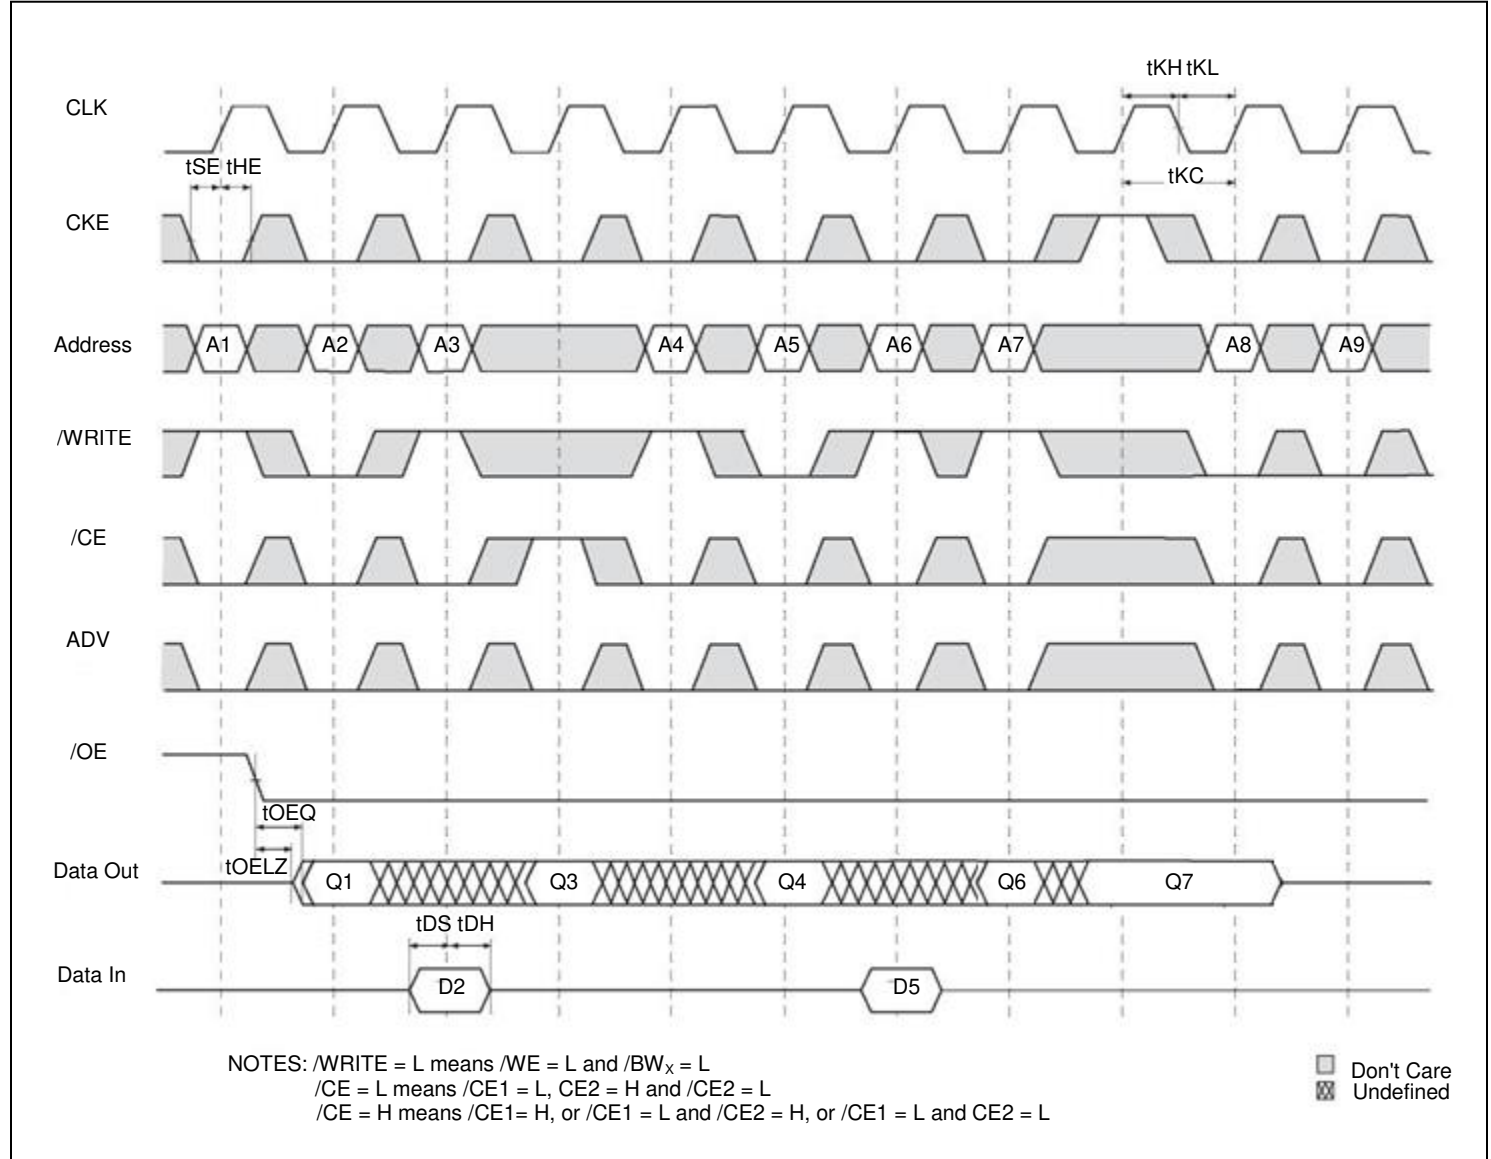 tKH tKL
CLK
tSE tHE
tKC
CKE
Address A1 A2 A3 A4 A5 A6 A7 A8 A9
/WRITE
/CE
ADV
/OE
tOEQ
tOELZ
Data Out Q1 Q3 Q4 Q6 Q7
tDS tDH
Data In D2 D5
NOTES: /WRITE = L means /WE = L and /BWX = L
/CE = L means /CE1 = L, CE2 = H and /CE2 = L
/CE = H means /CE1= H, or /CE1 = L and /CE2 = H, or /CE1 = L and CE2 = L
Don't Care
Undefined